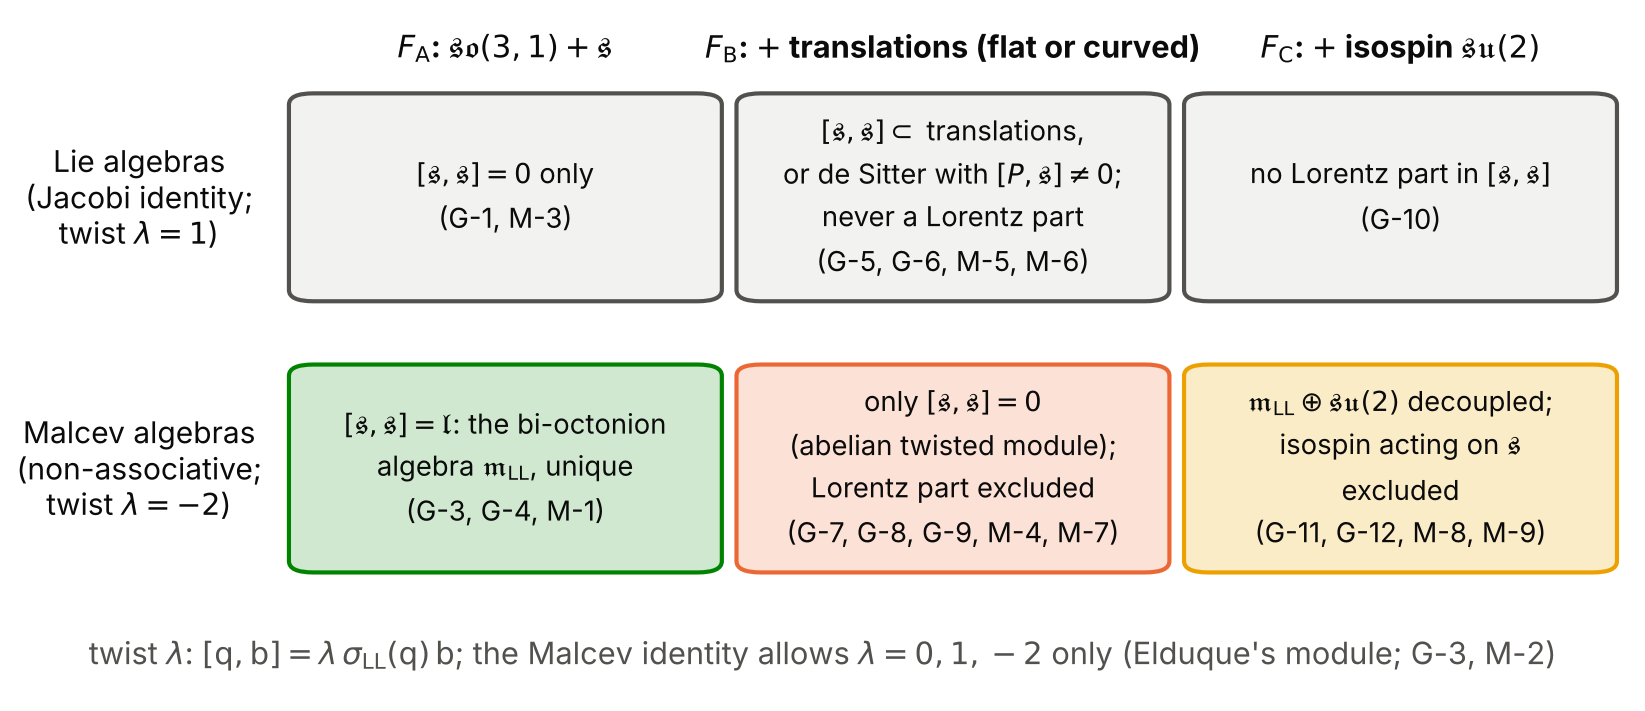 F_A: 𝔰𝔬(3, 1) + 𝔰
F_B: + translations (flat or curved)
F_C: + isospin 𝔰𝔲(2)
Lie algebras
(Jacobi identity;
twist λ = 1)
[𝔰, 𝔰] = 0 only
(G-1, M-3)
[𝔰, 𝔰] ⊂ translations,
or de Sitter with [P, 𝔰] ≠ 0;
never a Lorentz part
(G-5, G-6, M-5, M-6)
no Lorentz part in [𝔰, 𝔰]
(G-10)
Malcev algebras
(non-associative;
twist λ = −2)
[𝔰, 𝔰] = 𝔩: the bi-octonion
algebra 𝔪_LL, unique
(G-3, G-4, M-1)
only [𝔰, 𝔰] = 0
(abelian twisted module);
Lorentz part excluded
(G-7, G-8, G-9, M-4, M-7)
𝔪_LL ⊕ 𝔰𝔲(2) decoupled;
isospin acting on 𝔰
excluded
(G-11, G-12, M-8, M-9)
twist λ: [q, b] = λ σ_LL(q) b; the Malcev identity allows λ = 0, 1, −2 only (Elduque's module; G-3, M-2)